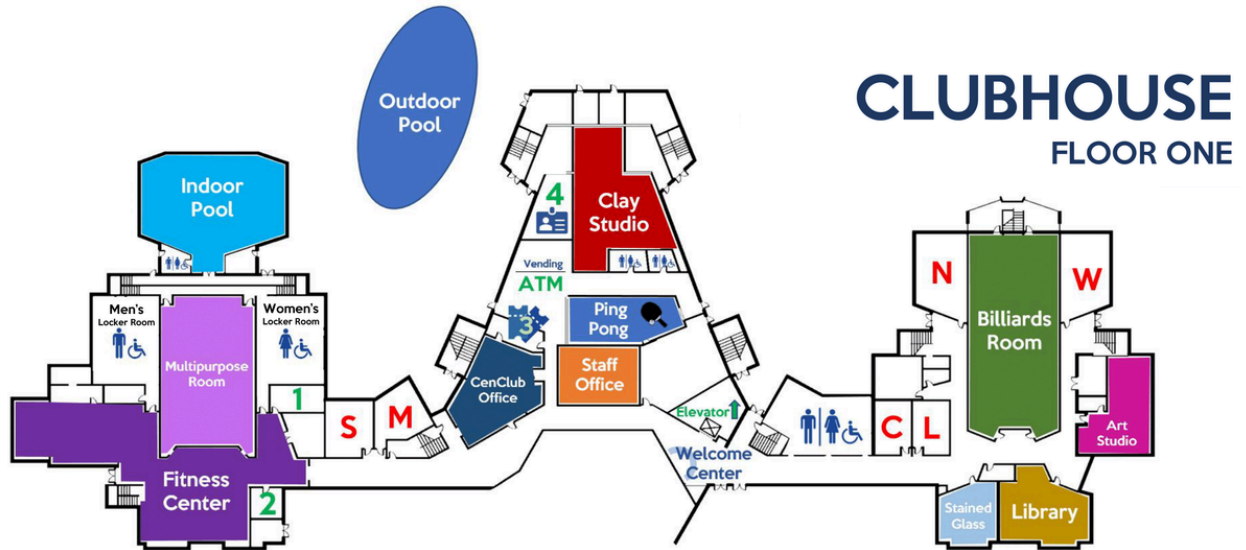 CLUBHOUSE
FLOOR ONE
Outdoor
Pool
Indoor
Pool
4
Clay
Studio
Vending
ATM
3
Ping
Pong
N
W
Billiards
Room
Men's
Locker Room
Women's
Locker Room
Multipurpose
Room
CenClub
Office
Staff
Office
1
S
M
Elevator
C
L
Art
Studio
Welcome
Center
Fitness
Center
2
Stained
Glass
Library